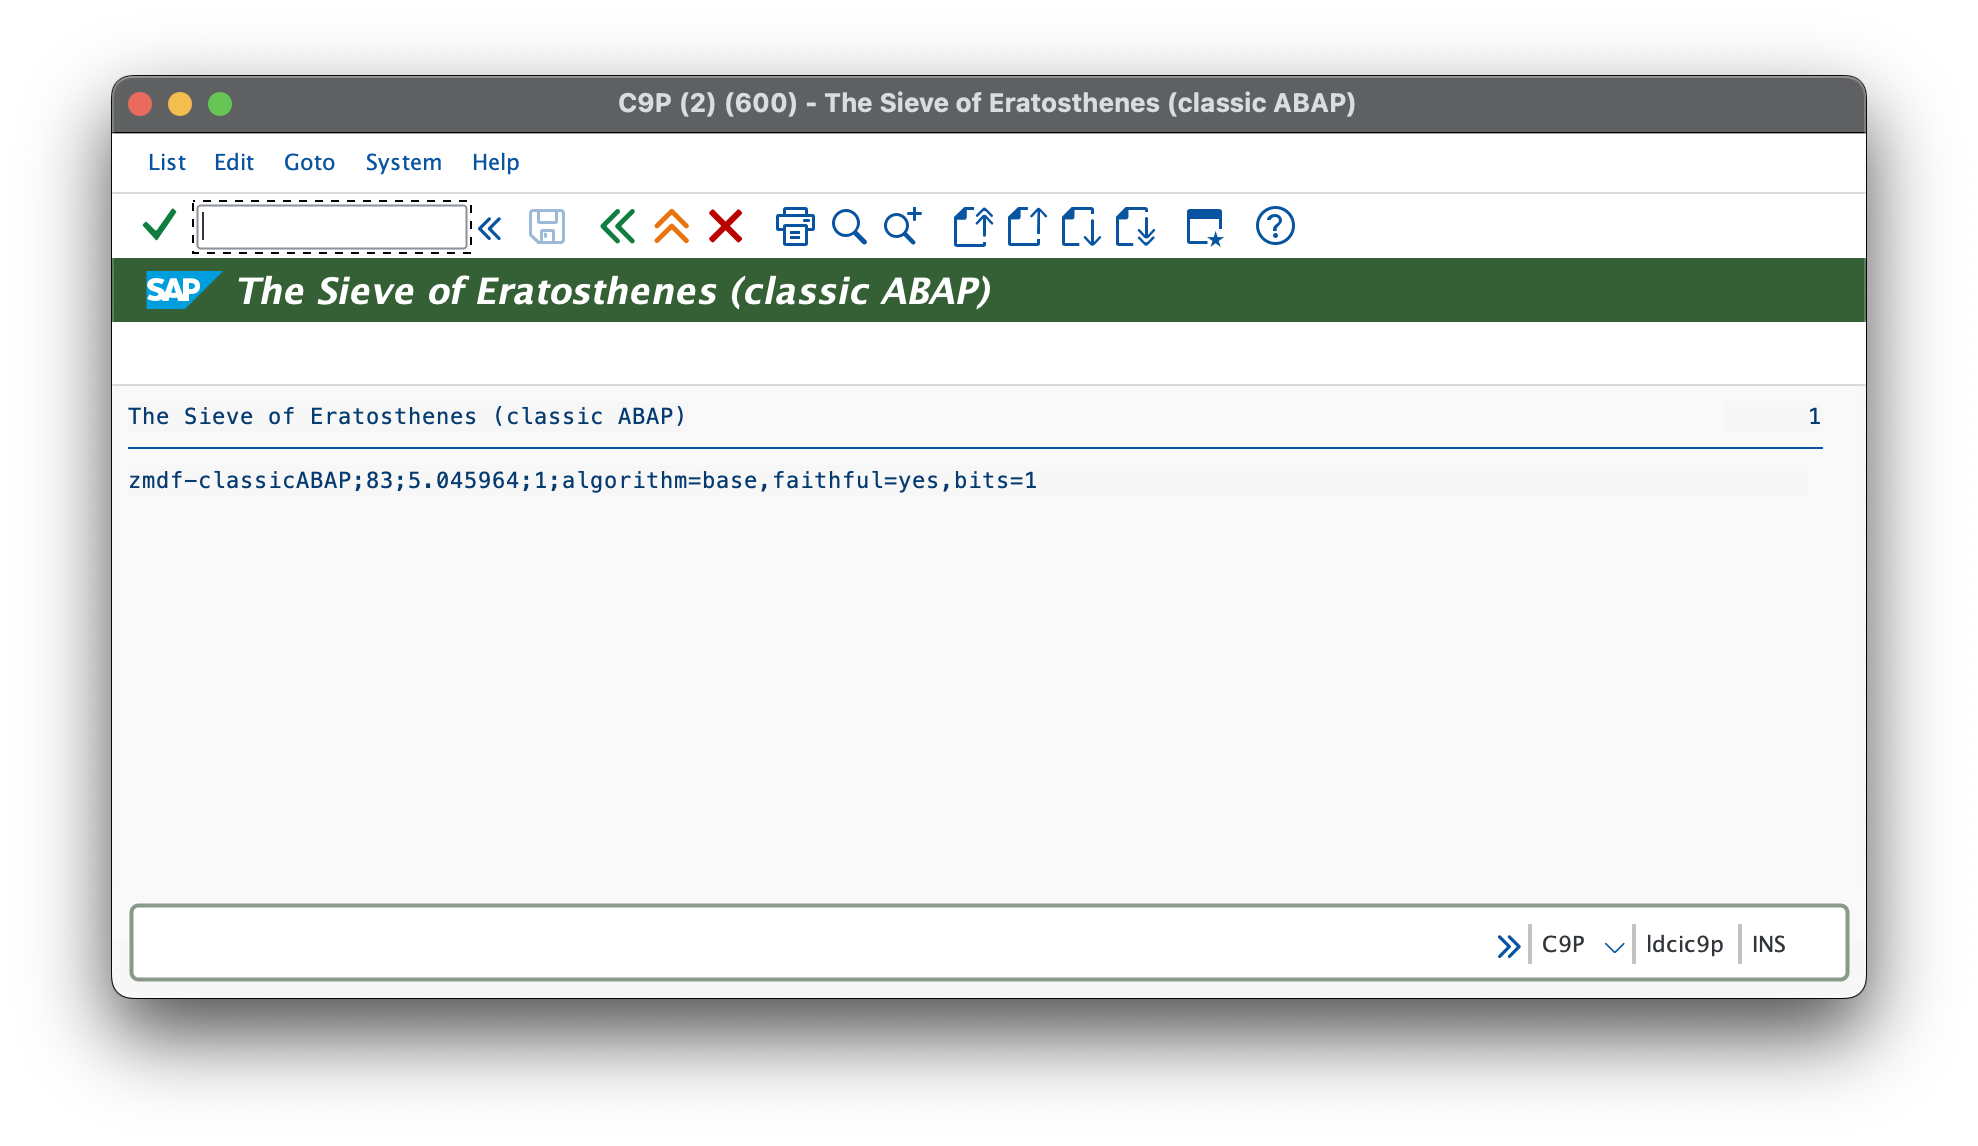 C9P (2) (600) - The Sieve of Eratosthenes (classic ABAP)
List Edit Goto System Help
SAP The Sieve of Eratosthenes (classic ABAP)
The Sieve of Eratosthenes (classic ABAP) 1
zmdf-classicABAP;83;5.045964;1;algorithm=base,faithful=yes,bits=1
C9P ldcic9p INS